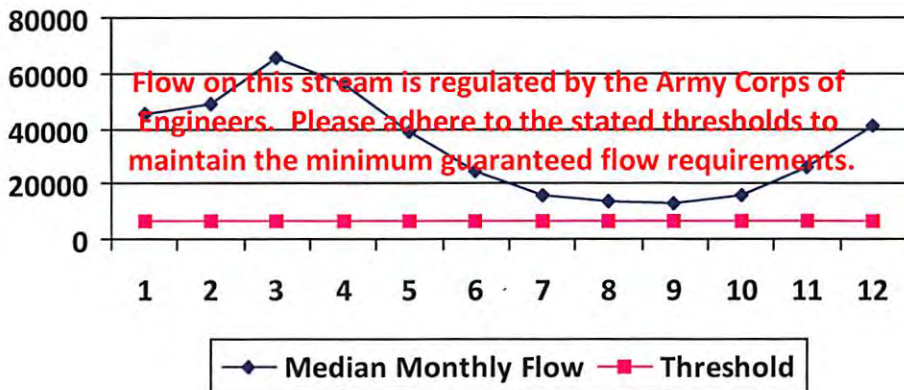 80000
60000
40000
20000
0
Flow on this stream is regulated by the Army Corps of
Engineers. Please adhere to the stated thresholds to
maintain the minimum guaranteed flow requirements.
1 2 3 4 5 6 7 8 9 10 11 12
Median Monthly Flow Threshold